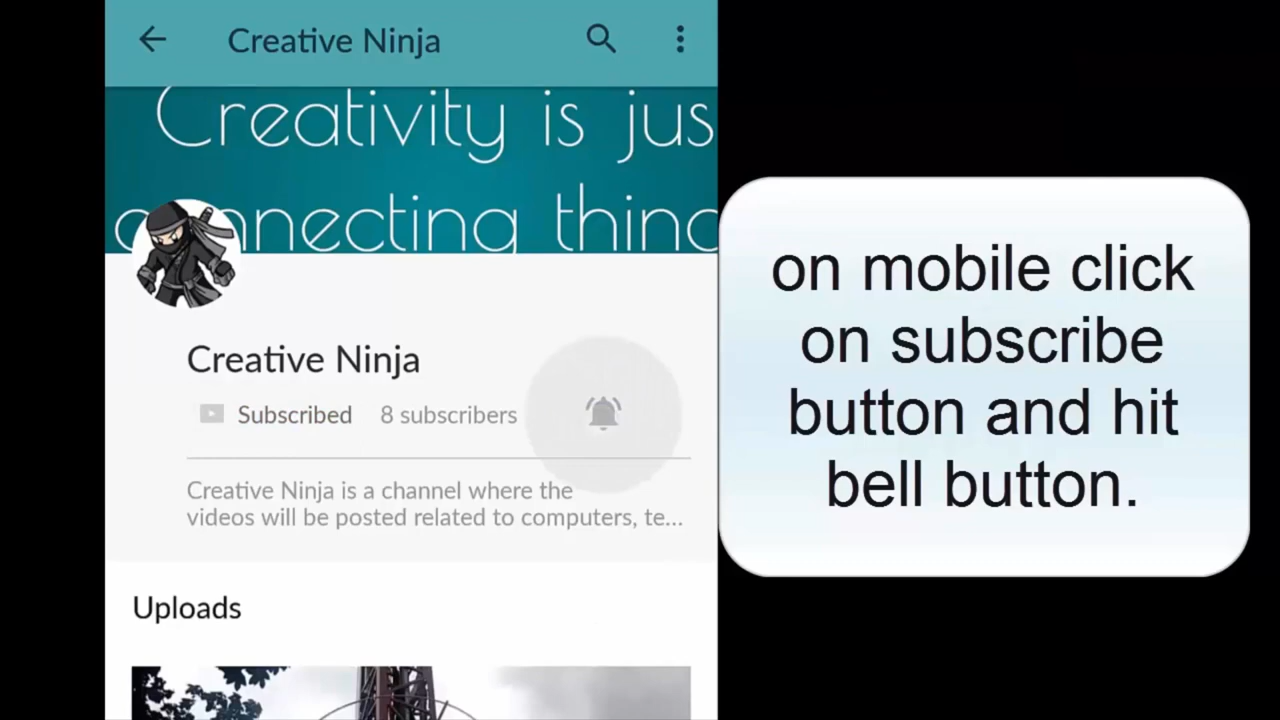 Creative Ninja
Creativity is jus
connecting thing
Creative Ninja
Subscribed 8 subscribers
Creative Ninja is a channel where the
videos will be posted related to computers, te...
Uploads
on mobile click
on subscribe
button and hit
bell button.